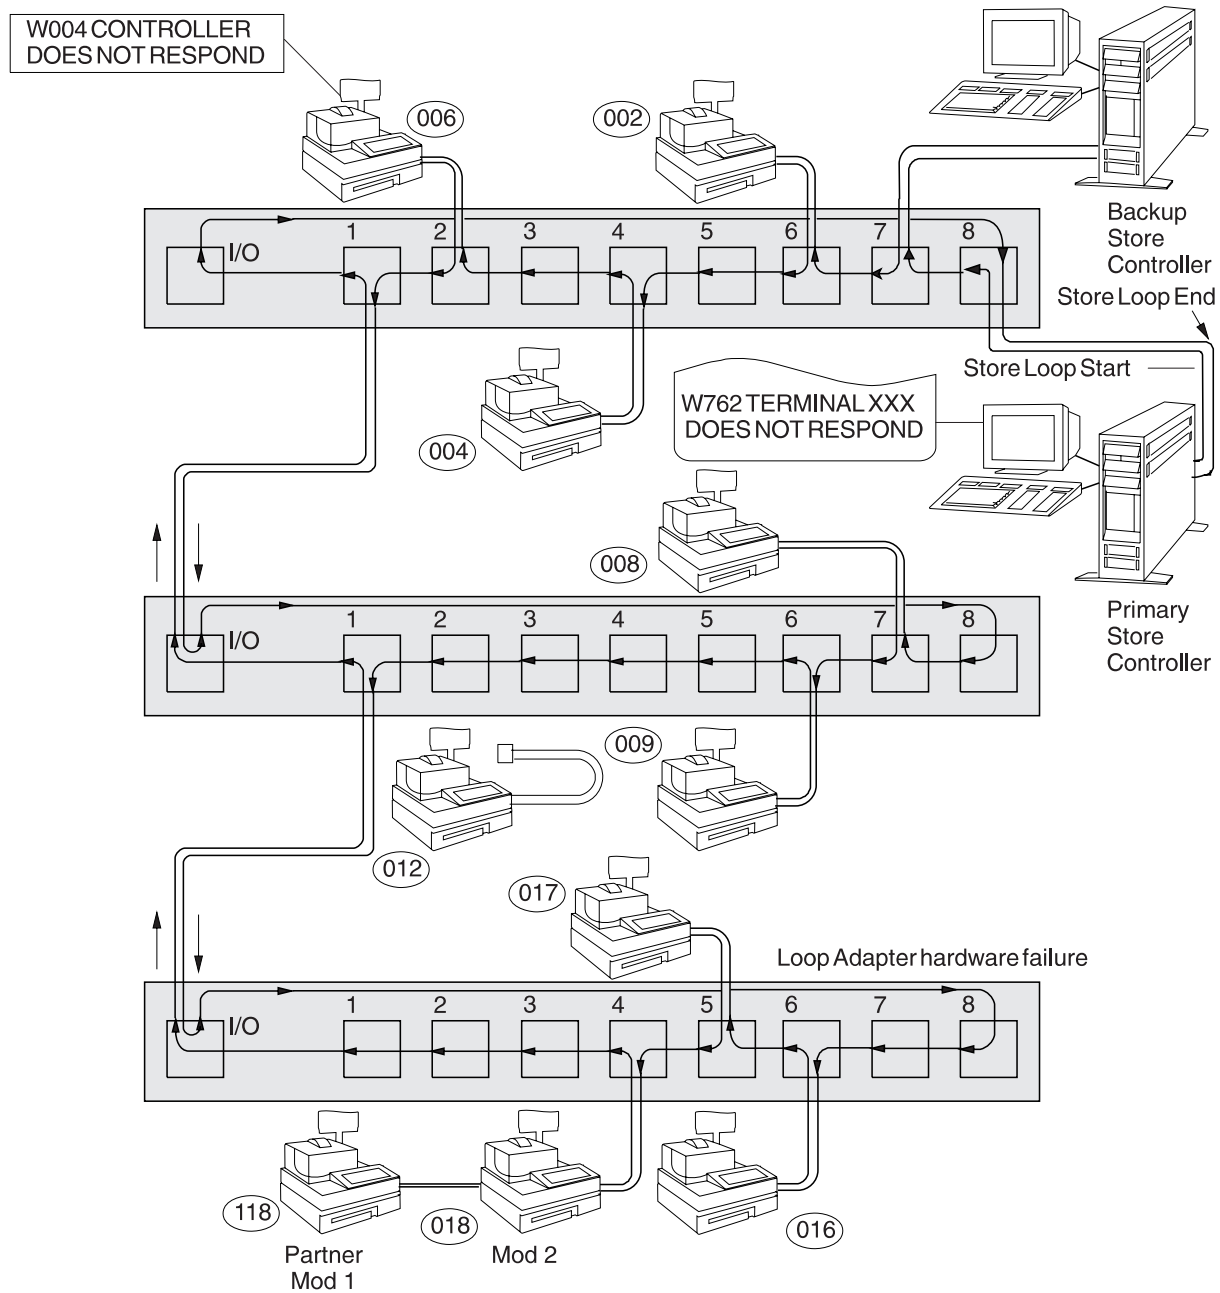 W004 CONTROLLER
DOES NOT RESPOND
006
002
Backup
Store
Controller
I/O
1
2
3
4
5
6
7
8
Store Loop End
Store Loop Start
004
W762 TERMINAL XXX
DOES NOT RESPOND
008
Primary
Store
Controller
I/O
1
2
3
4
5
6
7
8
009
012
017
Loop Adapter hardware failure
I/O
1
2
3
4
5
6
7
8
118
018
016
Partner
Mod 1
Mod 2